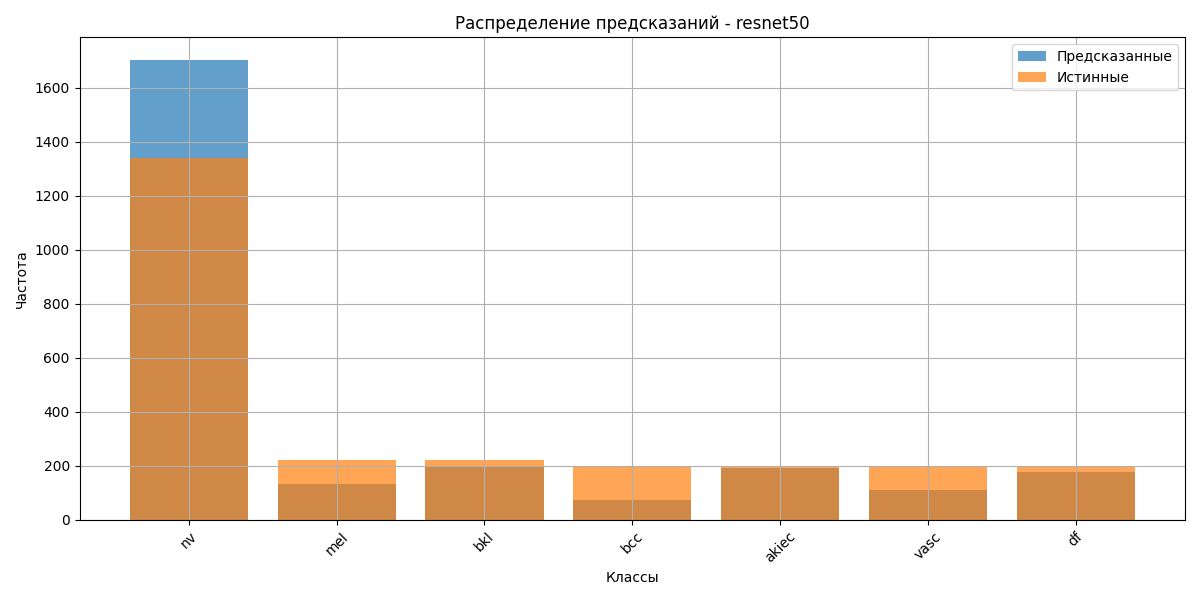 Распределение предсказаний - resnet50
Предсказанные
Истинные
Частота
1600
1400
1200
1000
800
600
400
200
0
nv
mel
bkl
bcc
akiec
vasc
df
Классы